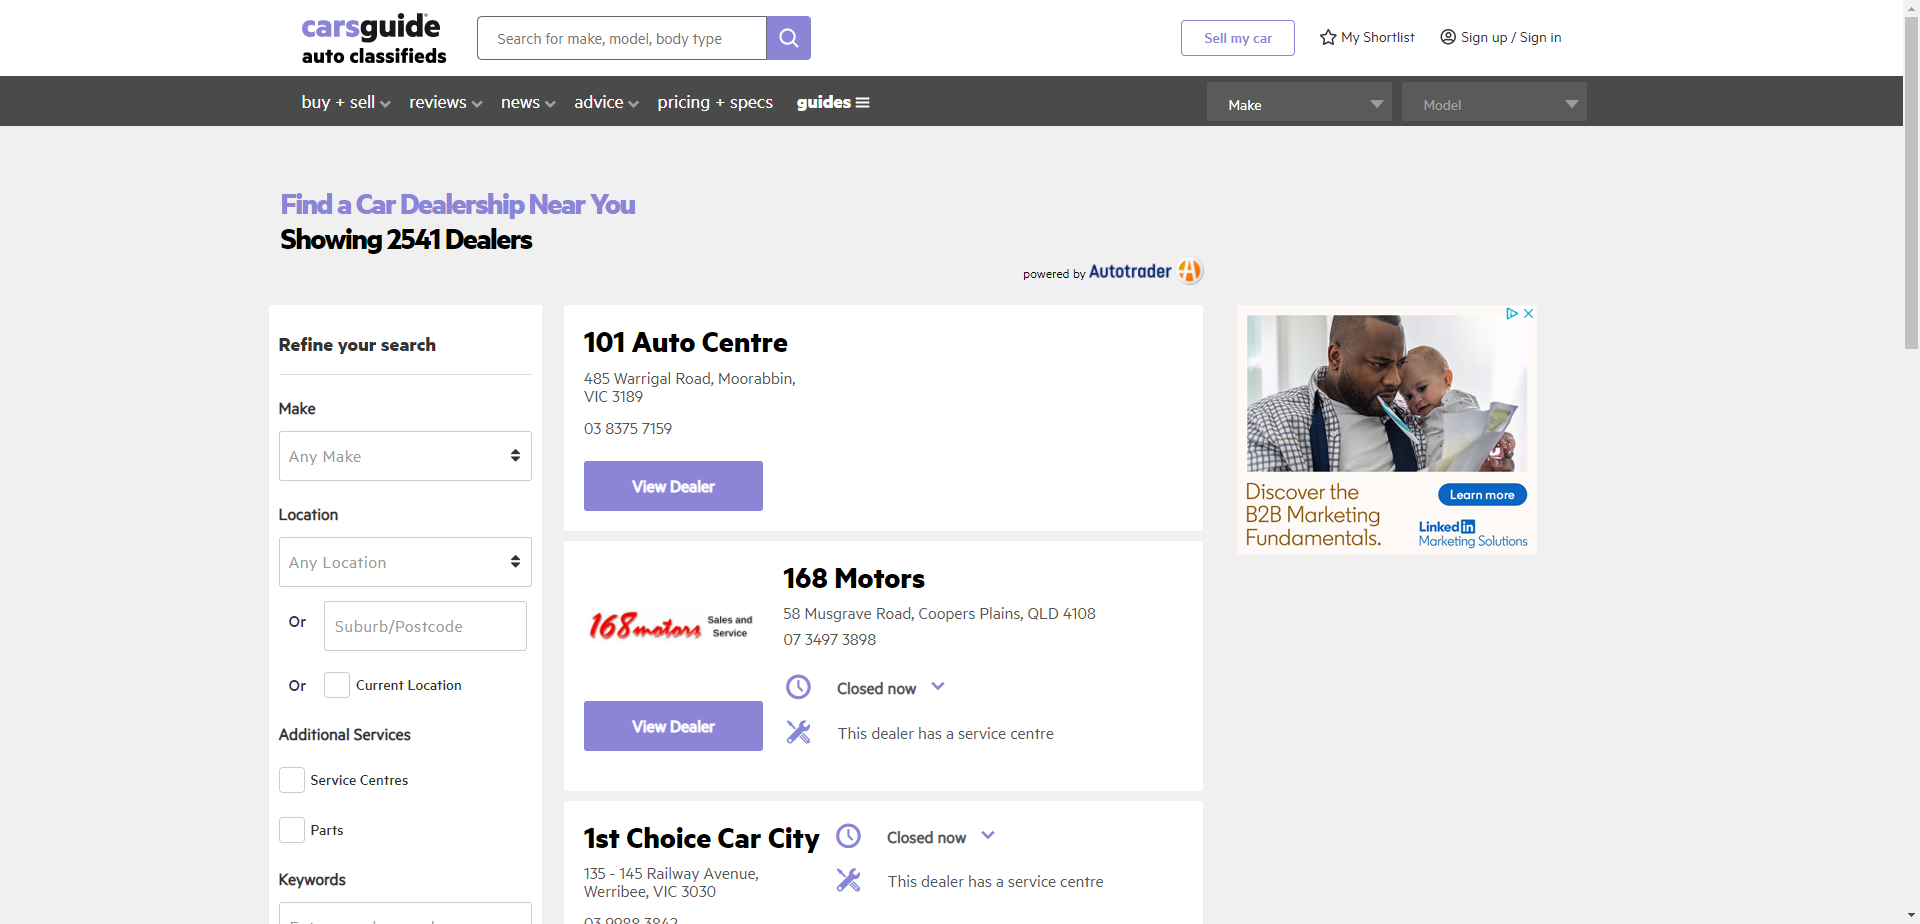 carsguide
auto classifieds
Search for make, model, body type
Sell my car
My Shortlist
Sign up / Sign in
buy + sell
reviews
news
advice
pricing + specs
guides
Make
Model
Find a Car Dealership Near You
Showing 2541 Dealers
powered by Autotrader
Refine your search
Make
Any Make
Location
Any Location
Or
Suburb/Postcode
Or
Current Location
Additional Services
Service Centres
Parts
Keywords
101 Auto Centre
485 Warrigal Road, Moorabbin,
VIC 3189
03 8375 7159
View Dealer
168motors
Sales and
Service
168 Motors
58 Musgrave Road, Coopers Plains, QLD 4108
07 3497 3898
Closed now
This dealer has a service centre
View Dealer
1st Choice Car City
135 - 145 Railway Avenue,
Werribee, VIC 3030
03 9988 3842
Closed now
This dealer has a service centre
Discover the
B2B Marketing
Fundamentals.
Learn more
Linked in
Marketing Solutions